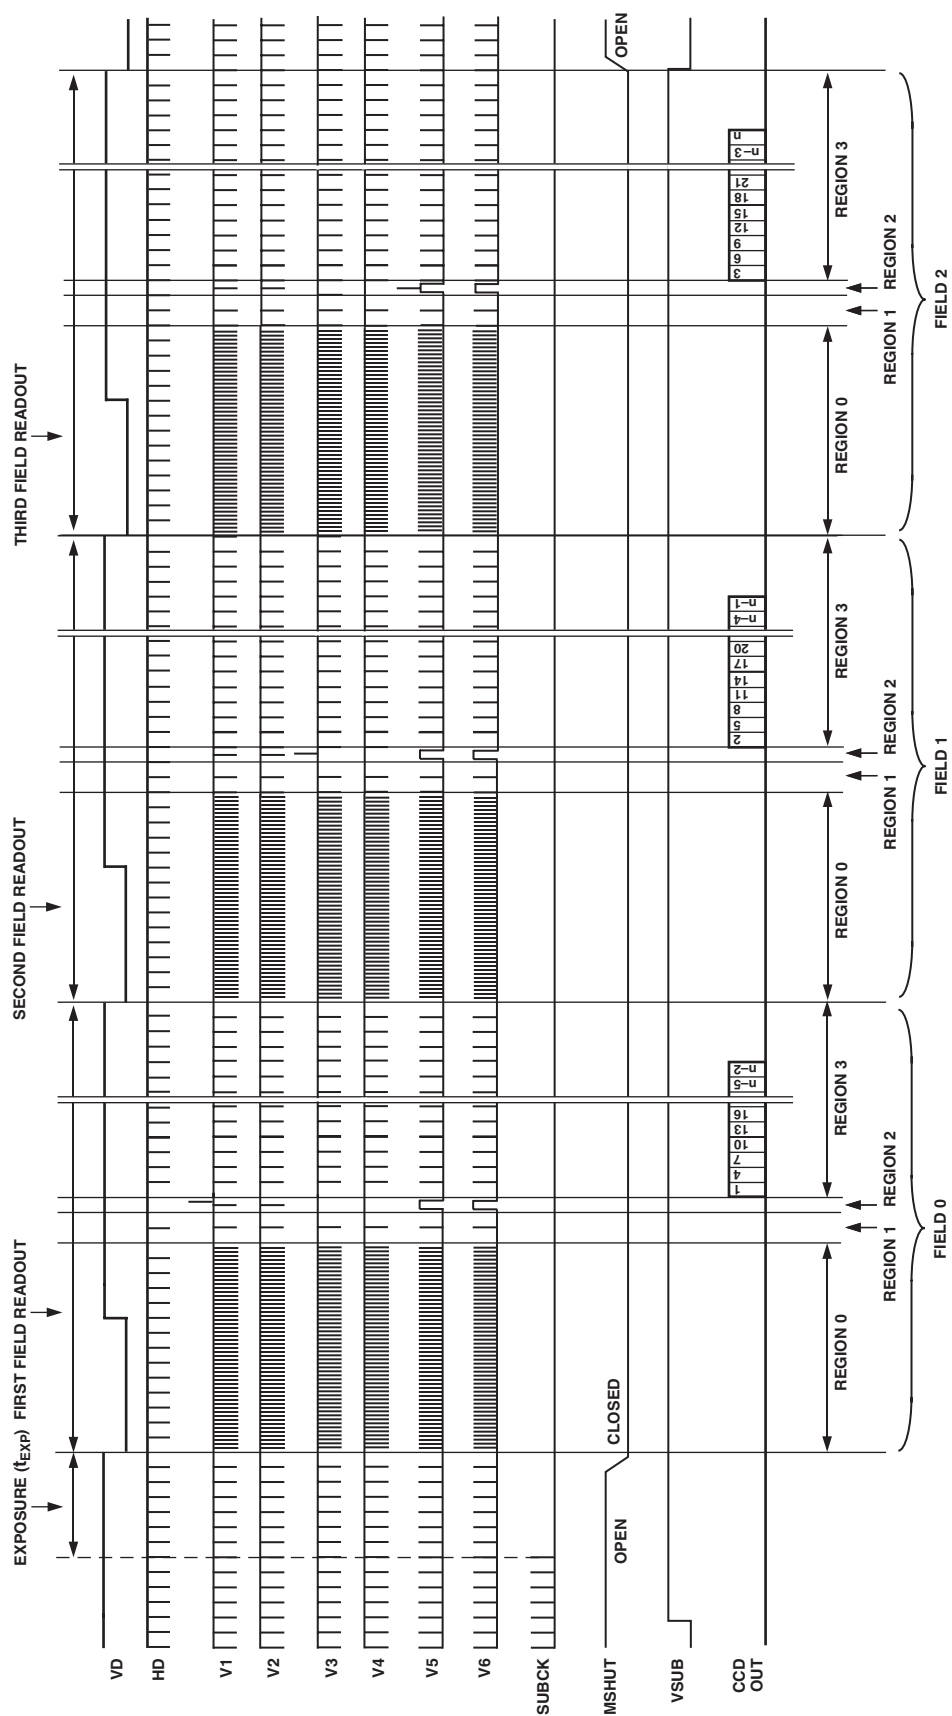 EXPOSURE (tEXP)
FIRST FIELD READOUT
SECOND FIELD READOUT
THIRD FIELD READOUT
VD
HD
V1
V2
V3
V4
V5
V6
SUBCK
MSHUT
OPEN
CLOSED
OPEN
VSUB
CCD
OUT
1
4
7
10
13
16
n–5
n–2
2
5
8
11
14
17
20
n–4
n–1
3
6
9
12
15
18
21
n–3
n
REGION 0
REGION 3
REGION 0
REGION 3
REGION 0
REGION 3
REGION 1
REGION 2
REGION 1
REGION 2
REGION 1
REGION 2
FIELD 0
FIELD 1
FIELD 2